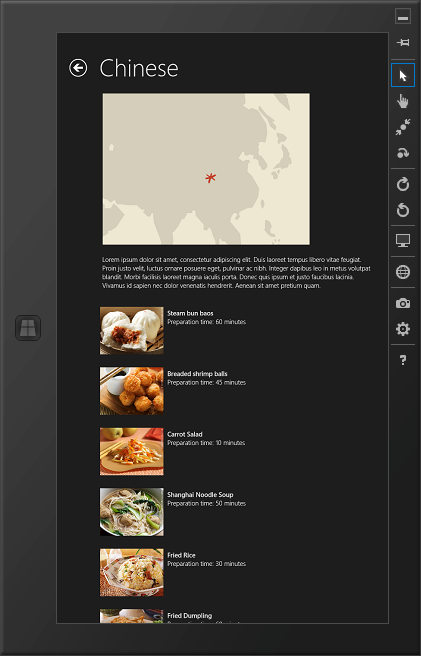 Chinese
Lorem ipsum dolor sit amet, consectetur adipiscing elit. Duis laoreet tempus libero vitae feugiat.
Proin justo velit, luctus ornare posuere eget, pulvinar ac nibh. Integer dapibus leo in metus volutpat
blandit. Morbi facilisis laoreet magna iaculis porta. Donec quis ipsum et justo faucibus lacinia.
Vivamus id sapien nec dolor venenatis hendrerit. Aenean sit amet pretium quam.
Steam bun baos
Preparation time: 60 minutes
Breaded shrimp balls
Preparation time: 45 minutes
Carrot Salad
Preparation time: 10 minutes
Shanghai Noodle Soup
Preparation time: 50 minutes
Fried Rice
Preparation time: 30 minutes
Fried Dumpling
?